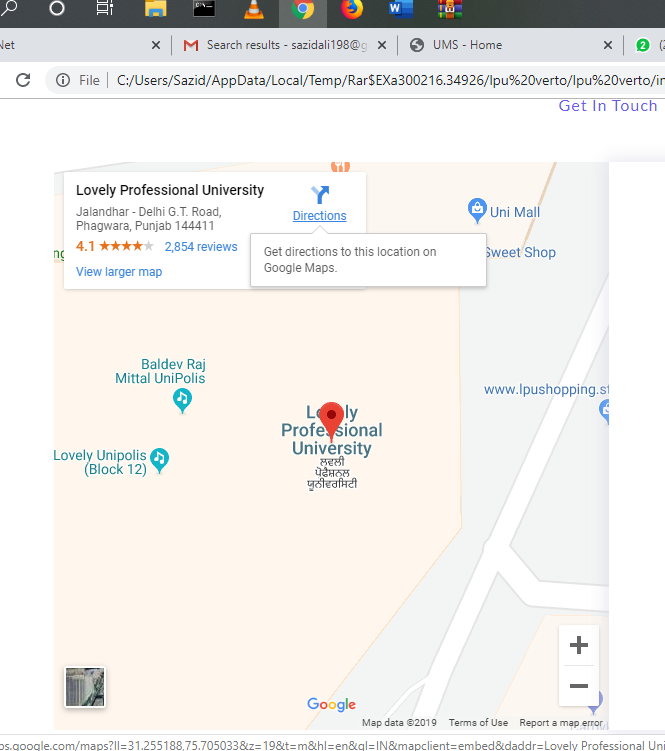 Net
Search results - sazidali198@g
UMS - Home
2
File
C:/Users/Sazid/AppData/Local/Temp/Rar$EXa300216.34926/lpu%20verto/lpu%20verto/in
Get In Touch
Lovely Professional University
Directions
Jalandhar - Delhi G.T. Road,
Phagwara, Punjab 144411
4.1
2,854 reviews
View larger map
Get directions to this location on
Google Maps.
Uni Mall
Sweet Shop
Baldev Raj
Mittal UniPolis
www.lpushopping.st
Lovely Professional
University
ਲਵਲੀ
ਪ੍ਰੋਫੈਸ਼ਨਲ
ਯੂਨੀਵਰਸਿਟੀ
Lovely Unipolis
(Block 12)
Google
Map data ©2019
Terms of Use
Report a map error
ps.google.com/maps?ll=31.255188,75.705033&z=19&t=m&hl=en&gl=IN&mapclient=embed&daddr=Lovely Professional Uni